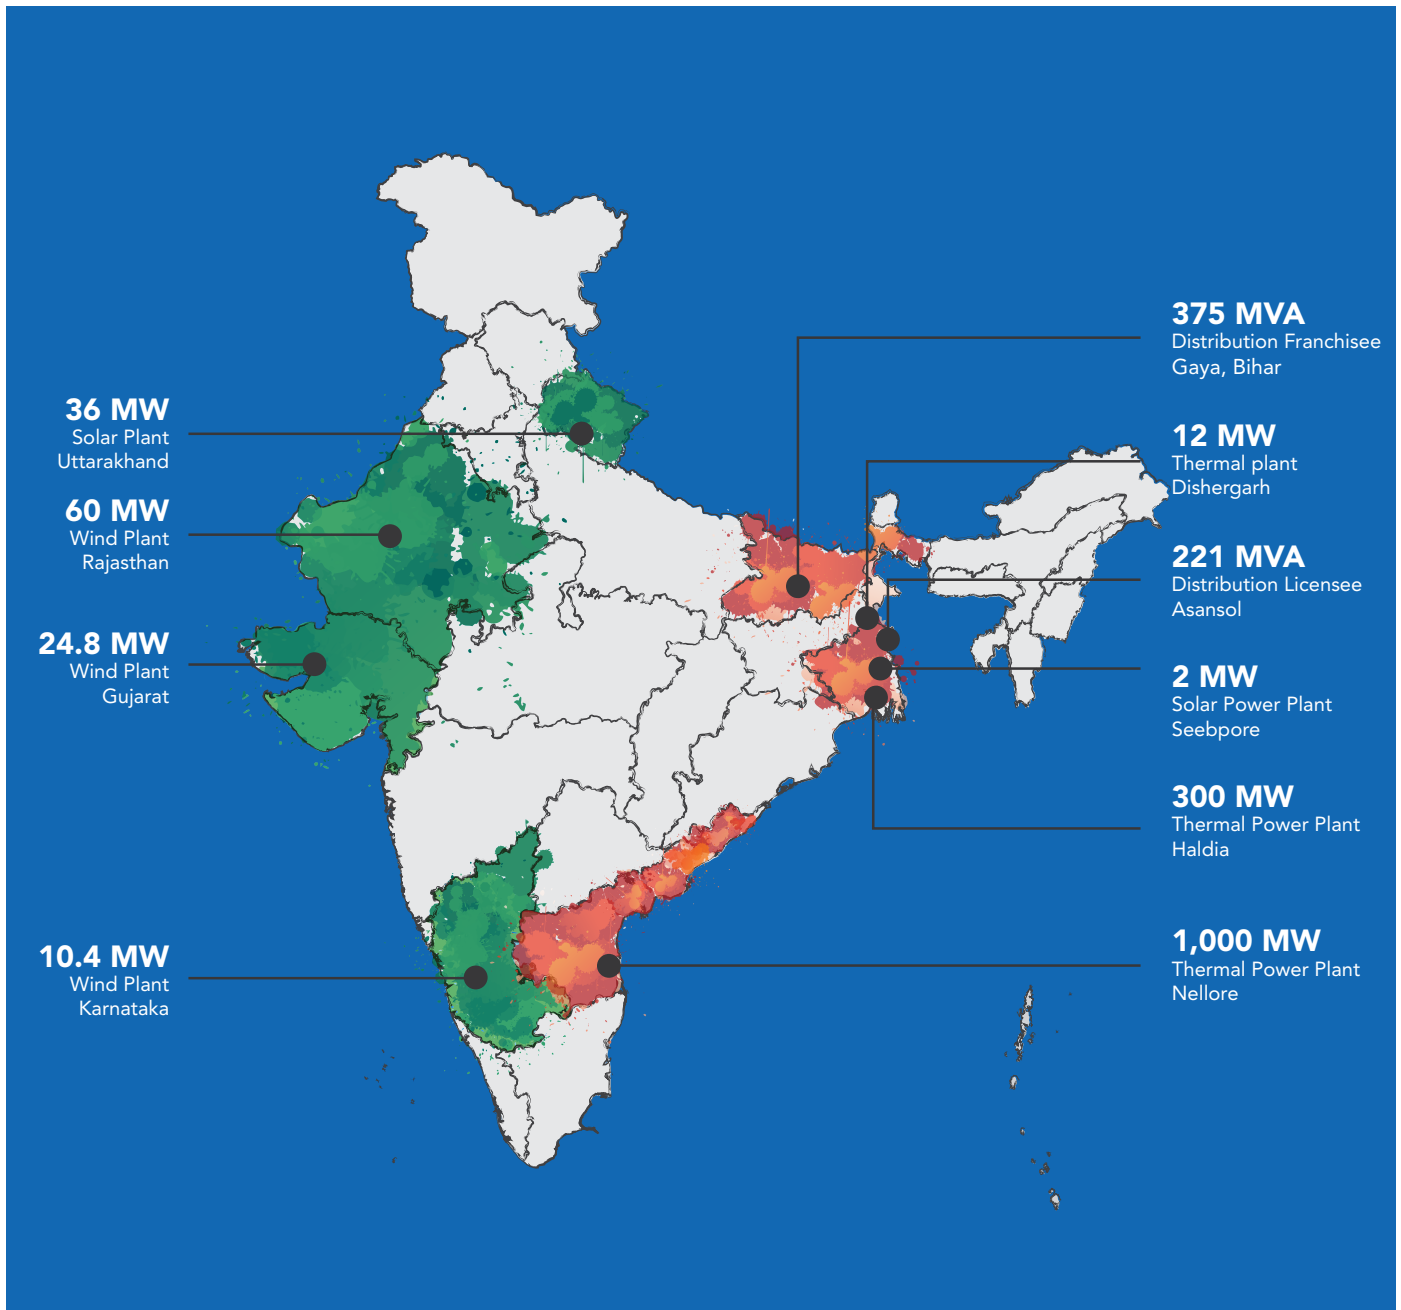 36 MW
Solar Plant
Uttarakhand
60 MW
Wind Plant
Rajasthan
24.8 MW
Wind Plant
Gujarat
10.4 MW
Wind Plant
Karnataka
375 MVA
Distribution Franchisee
Gaya, Bihar
12 MW
Thermal plant
Dishergarh
221 MVA
Distribution Licensee
Asansol
2 MW
Solar Power Plant
Seebpore
300 MW
Thermal Power Plant
Haldia
1,000 MW
Thermal Power Plant
Nellore